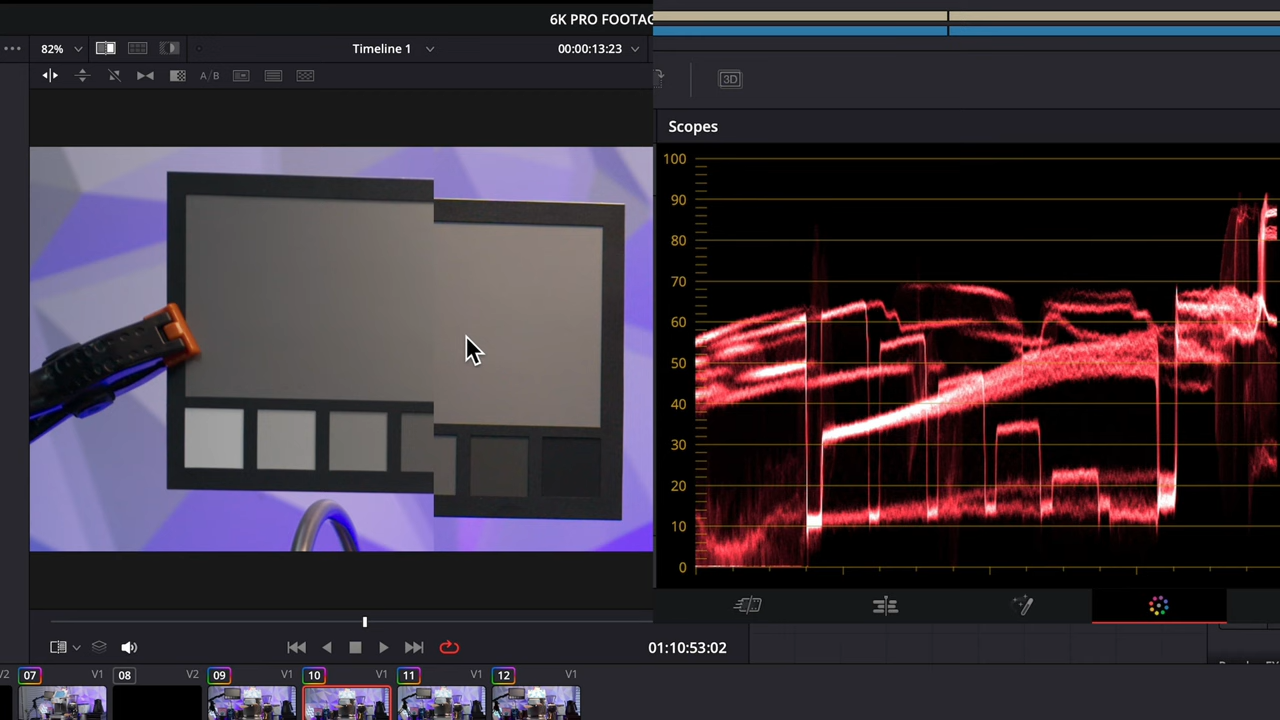 6K PRO FOOTAG
82%
Timeline 1
00:00:13:23
3D
A/B
Scopes
100
90
80
70
60
50
40
30
20
10
0
01:10:53:02
V2
07
V1
08
V2
09
V1
10
V1
11
V1
12
V1